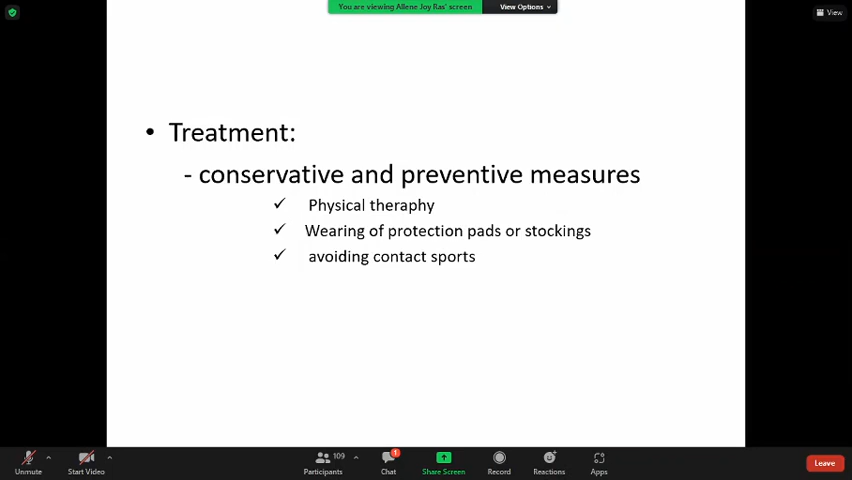 You are viewing Allene Joy Ras' screen
View Options
View
• Treatment:
- conservative and preventive measures
✓ Physical theraphy
✓ Wearing of protection pads or stockings
✓ avoiding contact sports
Unmute
Start Video
109
Participants
1
Chat
Share Screen
Record
Reactions
Apps
Leave